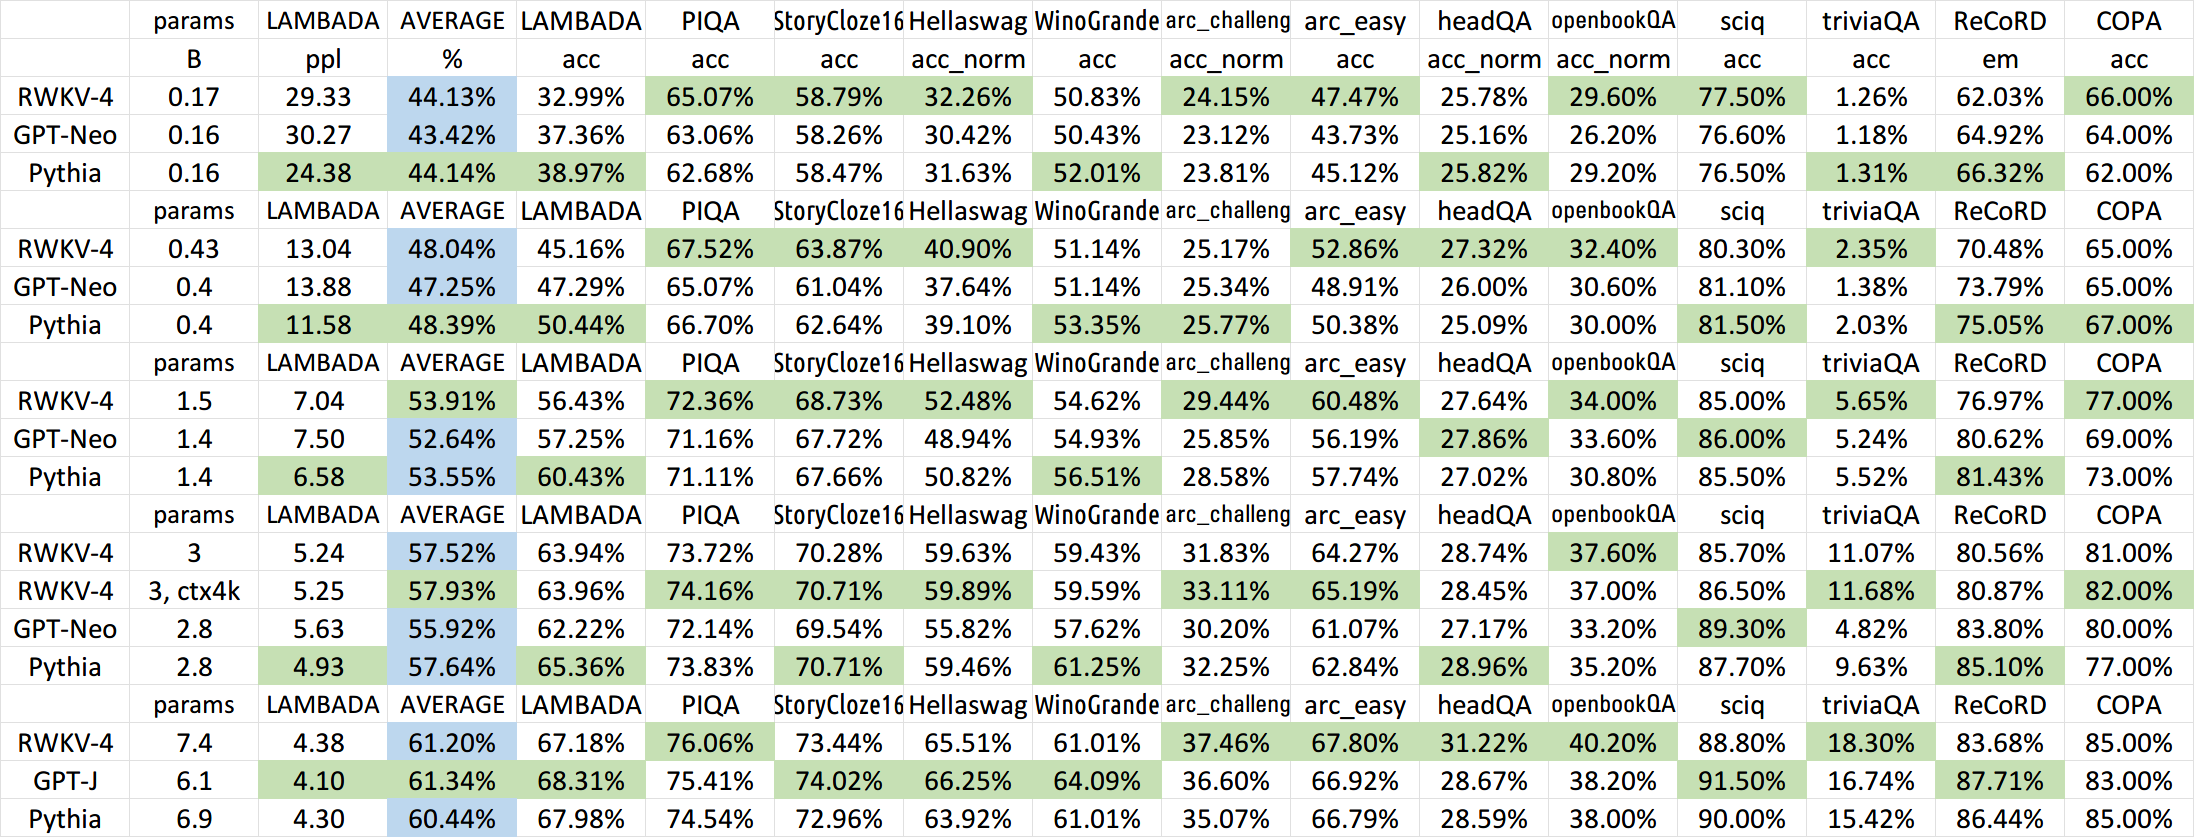 params LAMBADA AVERAGE LAMBADA PIQA StoryCloze16 Hellaswag WinoGrande arc_challeng arc_easy headQA openbookQA sciq triviaQA ReCoRD COPA
B ppl % acc acc acc acc_norm acc acc_norm acc acc_norm acc_norm acc acc em acc
RWKV-4 0.17 29.33 44.13% 32.99% 65.07% 58.79% 32.26% 50.83% 24.15% 47.47% 25.78% 29.60% 77.50% 1.26% 62.03% 66.00%
GPT-Neo 0.16 30.27 43.42% 37.36% 63.06% 58.26% 30.42% 50.43% 23.12% 43.73% 25.16% 26.20% 76.60% 1.18% 64.92% 64.00%
Pythia 0.16 24.38 44.14% 38.97% 62.68% 58.47% 31.63% 52.01% 23.81% 45.12% 25.82% 29.20% 76.50% 1.31% 66.32% 62.00%
params LAMBADA AVERAGE LAMBADA PIQA StoryCloze16 Hellaswag WinoGrande arc_challeng arc_easy headQA openbookQA sciq triviaQA ReCoRD COPA
RWKV-4 0.43 13.04 48.04% 45.16% 67.52% 63.87% 40.90% 51.14% 25.17% 52.86% 27.32% 32.40% 80.30% 2.35% 70.48% 65.00%
GPT-Neo 0.4 13.88 47.25% 47.29% 65.07% 61.04% 37.64% 51.14% 25.34% 48.91% 26.00% 30.60% 81.10% 1.38% 73.79% 65.00%
Pythia 0.4 11.58 48.39% 50.44% 66.70% 62.64% 39.10% 53.35% 25.77% 50.38% 25.09% 30.00% 81.50% 2.03% 75.05% 67.00%
params LAMBADA AVERAGE LAMBADA PIQA StoryCloze16 Hellaswag WinoGrande arc_challeng arc_easy headQA openbookQA sciq triviaQA ReCoRD COPA
RWKV-4 1.5 7.04 53.91% 56.43% 72.36% 68.73% 52.48% 54.62% 29.44% 60.48% 27.64% 34.00% 85.00% 5.65% 76.97% 77.00%
GPT-Neo 1.4 7.50 52.64% 57.25% 71.16% 67.72% 48.94% 54.93% 25.85% 56.19% 27.86% 33.60% 86.00% 5.24% 80.62% 69.00%
Pythia 1.4 6.58 53.55% 60.43% 71.11% 67.66% 50.82% 56.51% 28.58% 57.74% 27.02% 30.80% 85.50% 5.52% 81.43% 73.00%
params LAMBADA AVERAGE LAMBADA PIQA StoryCloze16 Hellaswag WinoGrande arc_challeng arc_easy headQA openbookQA sciq triviaQA ReCoRD COPA
RWKV-4 3 5.24 57.52% 63.94% 73.72% 70.28% 59.63% 59.43% 31.83% 64.27% 28.74% 37.60% 85.70% 11.07% 80.56% 81.00%
RWKV-4 3, ctx4k 5.25 57.93% 63.96% 74.16% 70.71% 59.89% 59.59% 33.11% 65.19% 28.45% 37.00% 86.50% 11.68% 80.87% 82.00%
GPT-Neo 2.8 5.63 55.92% 62.22% 72.14% 69.54% 55.82% 57.62% 30.20% 61.07% 27.17% 33.20% 89.30% 4.82% 83.80% 80.00%
Pythia 2.8 4.93 57.64% 65.36% 73.83% 70.71% 59.46% 61.25% 32.25% 62.84% 28.96% 35.20% 87.70% 9.63% 85.10% 77.00%
params LAMBADA AVERAGE LAMBADA PIQA StoryCloze16 Hellaswag WinoGrande arc_challeng arc_easy headQA openbookQA sciq triviaQA ReCoRD COPA
RWKV-4 7.4 4.38 61.20% 67.18% 76.06% 73.44% 65.51% 61.01% 37.46% 67.80% 31.22% 40.20% 88.80% 18.30% 83.68% 85.00%
GPT-J 6.1 4.10 61.34% 68.31% 75.41% 74.02% 66.25% 64.09% 36.60% 66.92% 28.67% 38.20% 91.50% 16.74% 87.71% 83.00%
Pythia 6.9 4.30 60.44% 67.98% 74.54% 72.96% 63.92% 61.01% 35.07% 66.79% 28.59% 38.00% 90.00% 15.42% 86.44% 85.00%